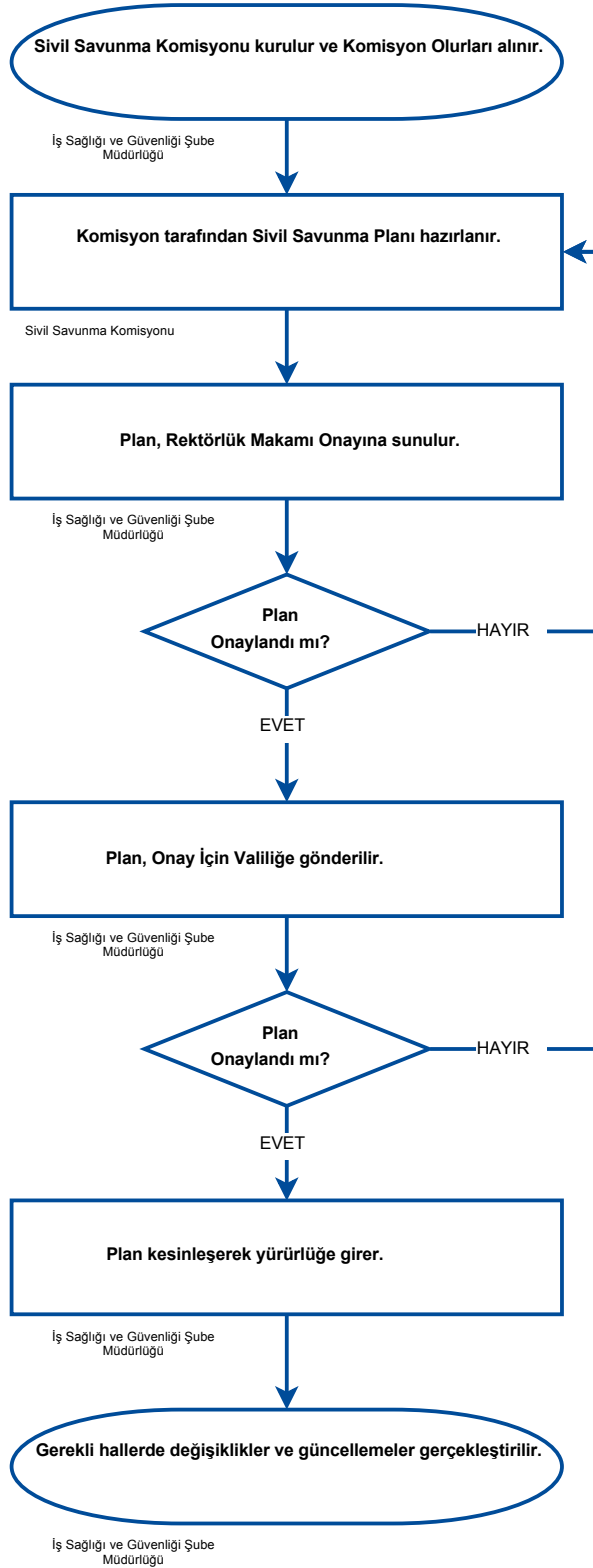 Sivil Savunma Komisyonu kurulur ve Komisyon Olurları alınır.
İş Sağlığı ve Güvenliği Şube
Müdürlüğü
Komisyon tarafından Sivil Savunma Planı hazırlanır.
Sivil Savunma Komisyonu
Plan, Rektörlük Makamı Onayına sunulur.
İş Sağlığı ve Güvenliği Şube
Müdürlüğü
Plan
Onaylandı mı?
HAYIR
EVET
Plan, Onay İçin Valiliğe gönderilir.
İş Sağlığı ve Güvenliği Şube
Müdürlüğü
Plan
Onaylandı mı?
HAYIR
EVET
Plan kesinleşerek yürürlüğe girer.
İş Sağlığı ve Güvenliği Şube
Müdürlüğü
Gerekli hallerde değişiklikler ve güncellemeler gerçekleştirilir.
İş Sağlığı ve Güvenliği Şube
Müdürlüğü